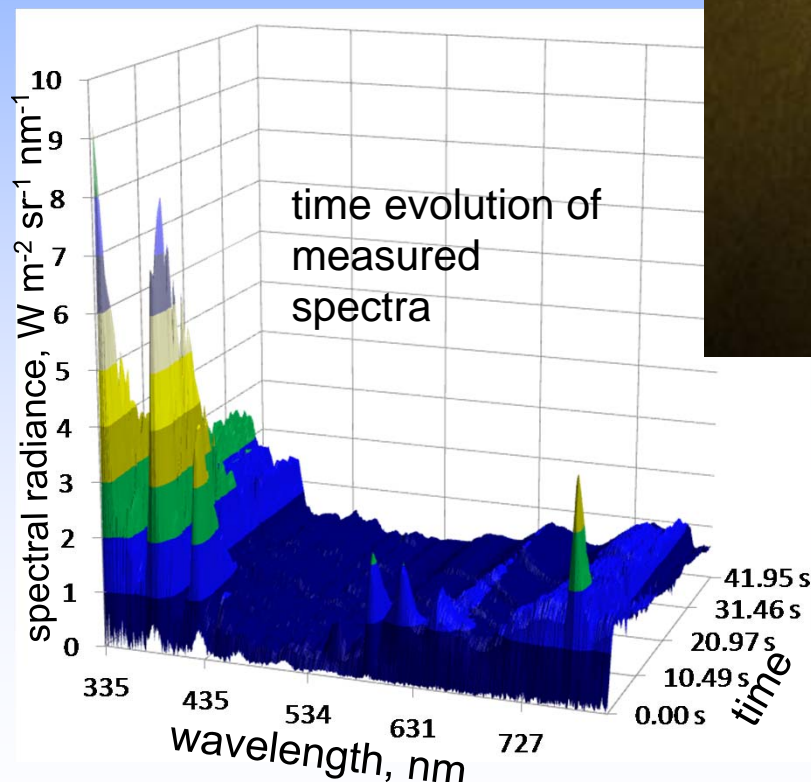 10
9
8
7
6
5
4
3
2
1
0
spectral radiance, W m⁻² sr⁻¹ nm⁻¹
time evolution of
measured
spectra
335
435
534
631
727
wavelength, nm
41.95 s
31.46 s
20.97 s
10.49 s
0.00 s
time